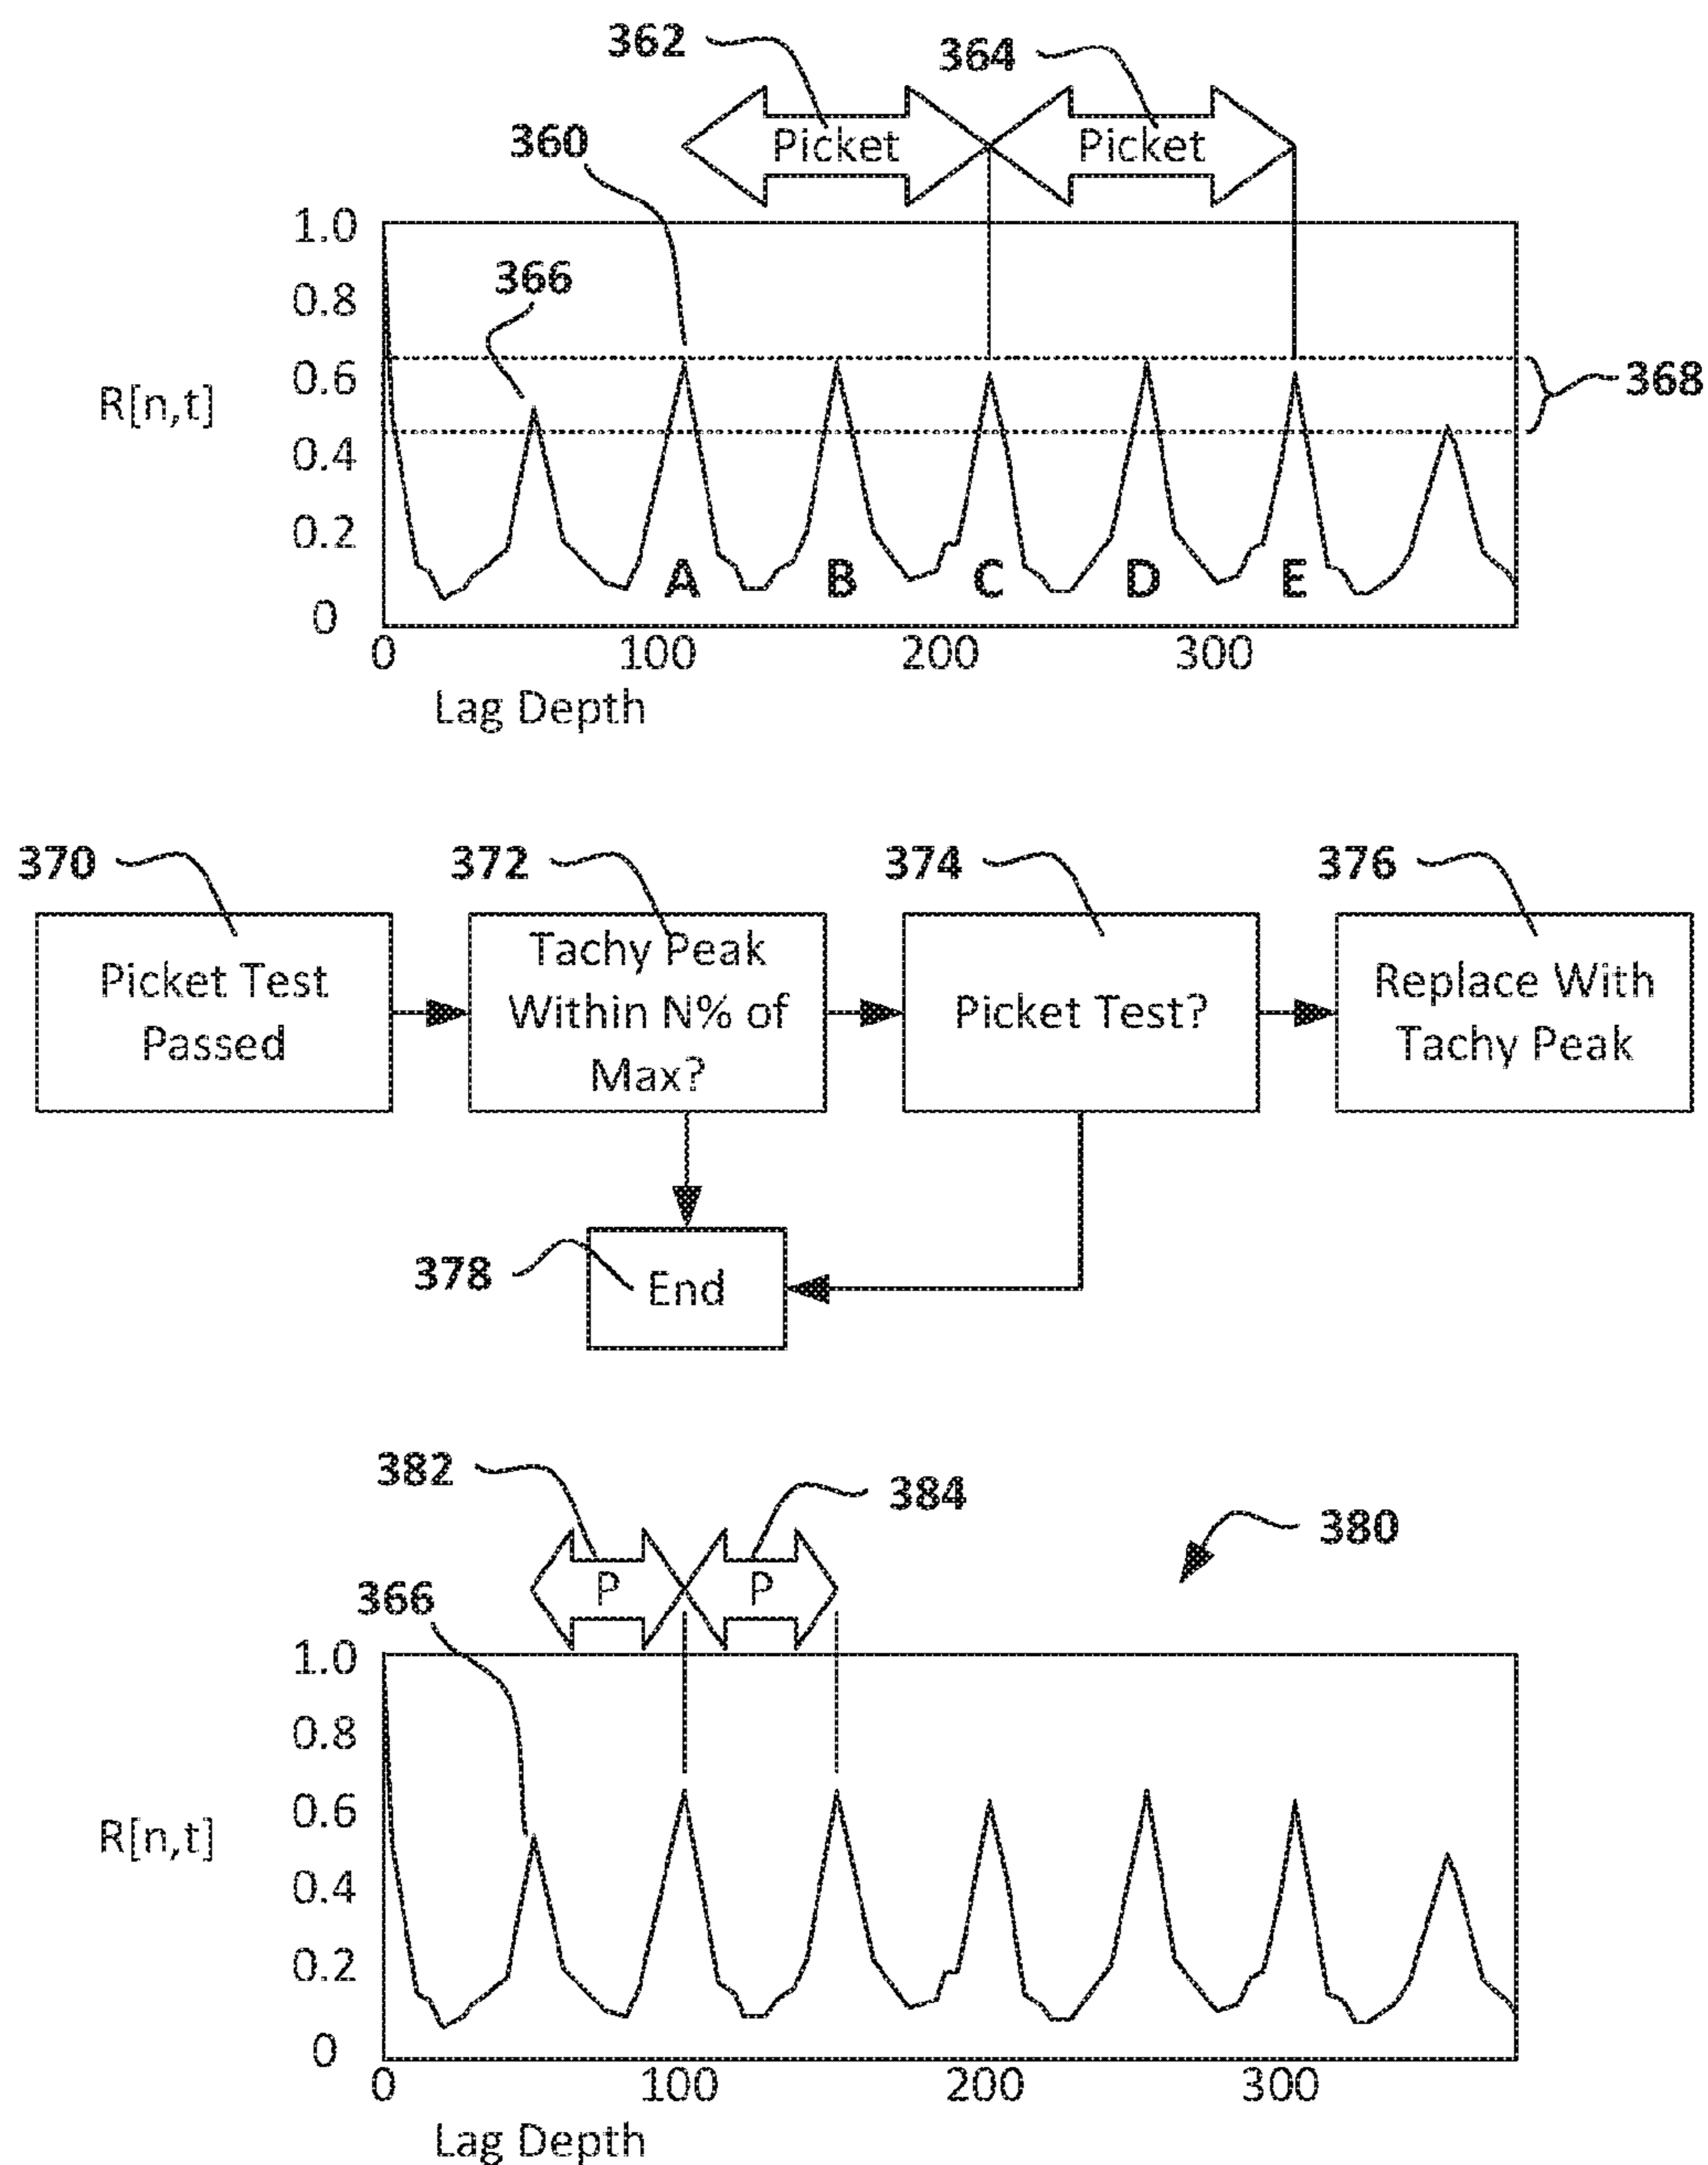 362
364
360
Picket
Picket
366
1.0
0.8
0.6
0.4
0.2
0
R[n,t]
368
A B C D E
0 100 200 300
Lag Depth
370
372
374
376
Picket Test
Passed
Tachy Peak
Within N% of
Max?
Picket Test?
Replace With
Tachy Peak
378
End
382
384
380
366
P
P
1.0
0.8
0.6
0.4
0.2
0
R[n,t]
0 100 200 300
Lag Depth